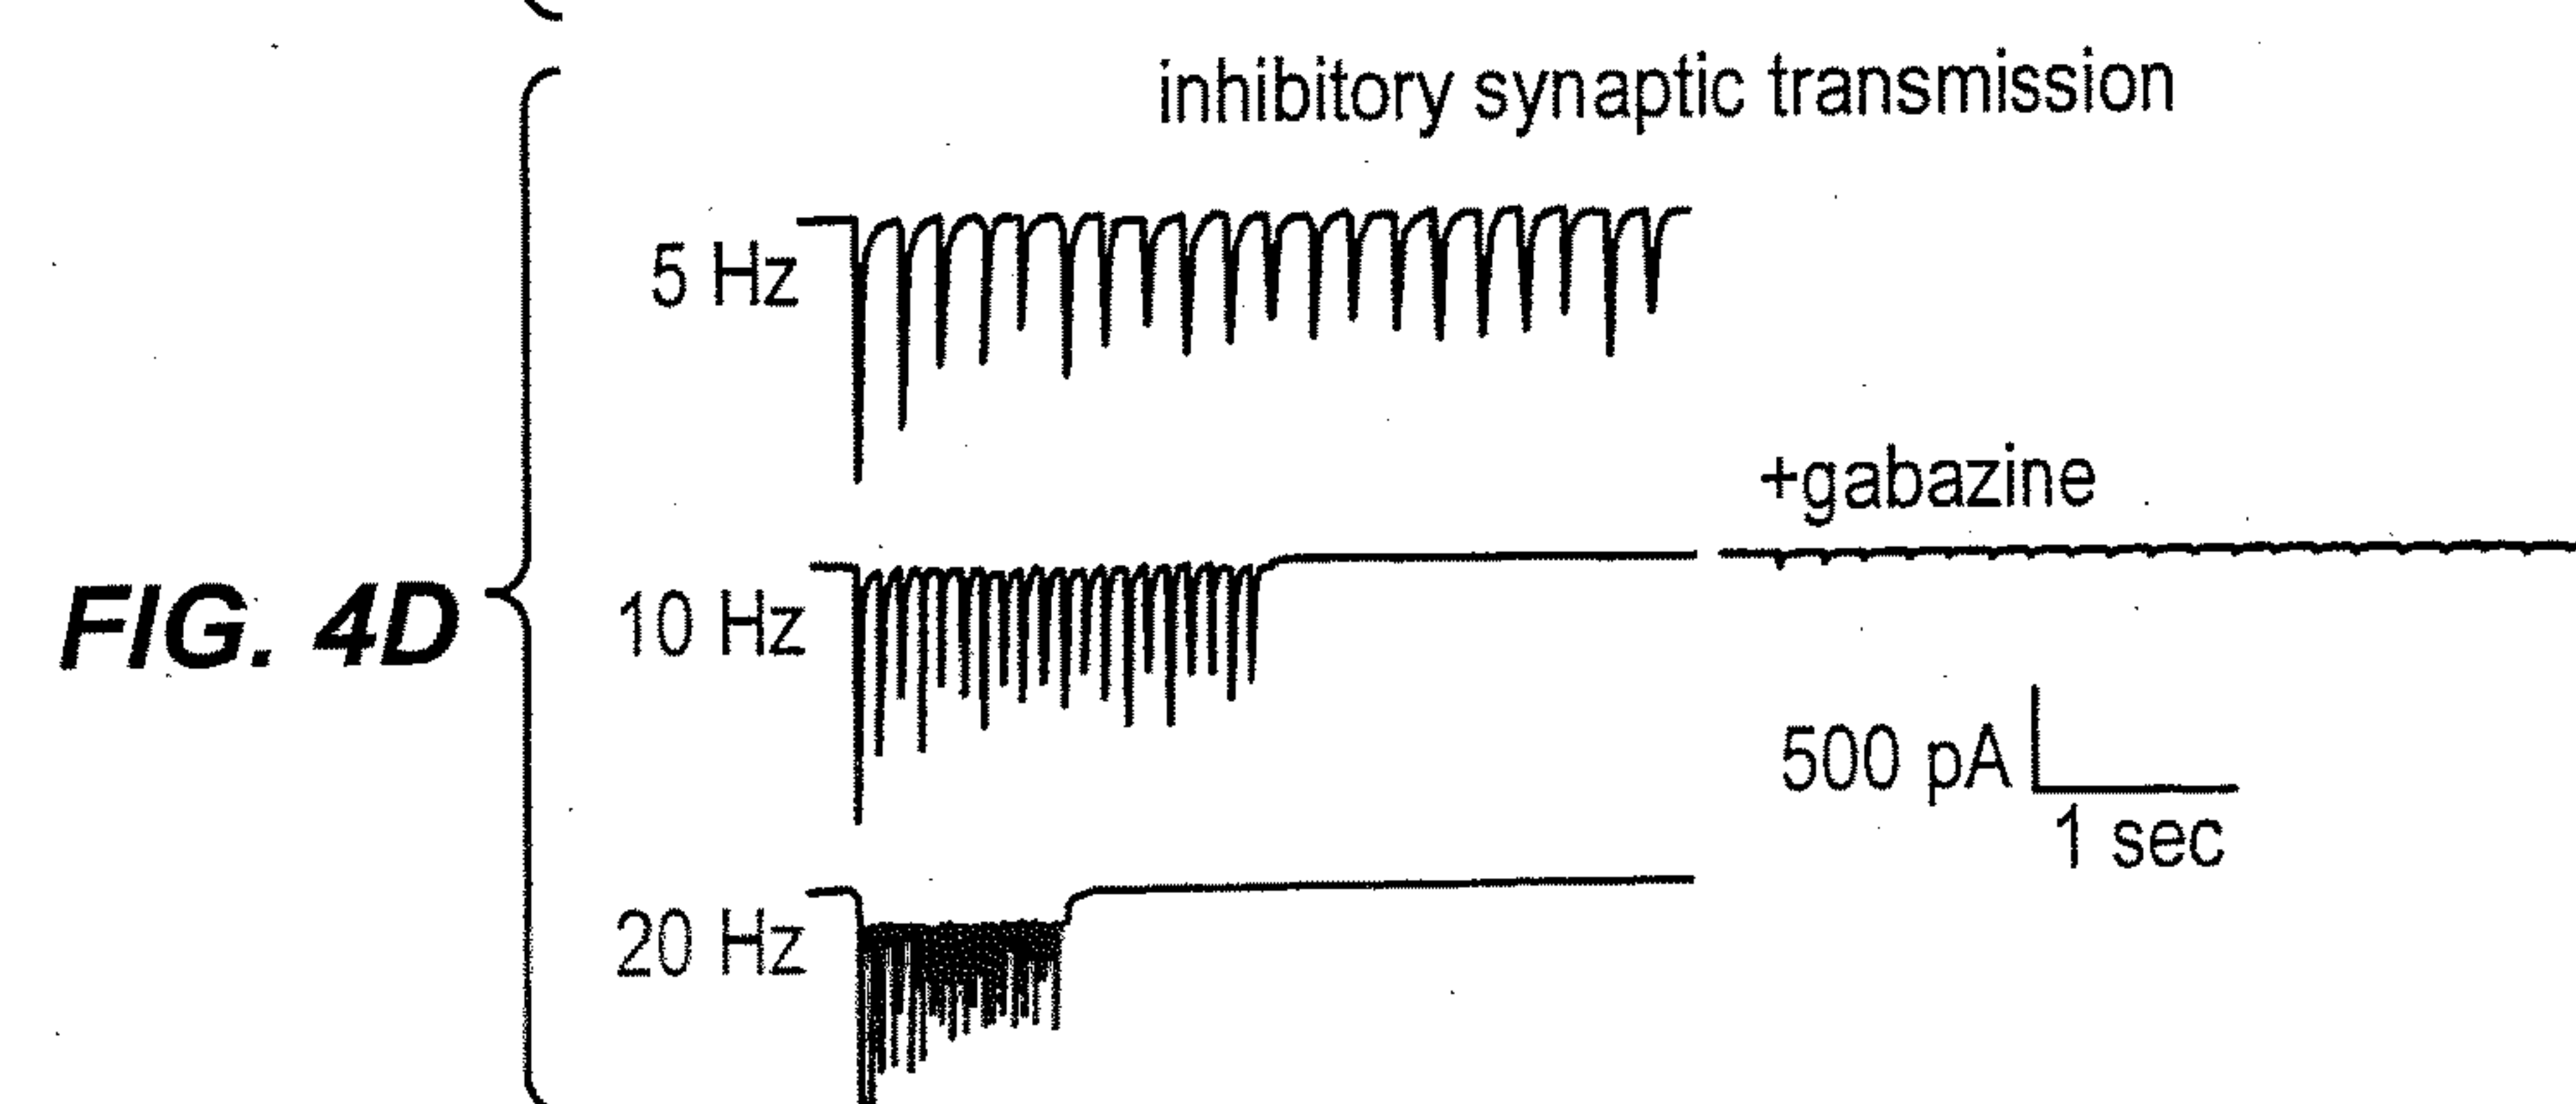 inhibitory synaptic transmission
5 Hz
+gabazine
FIG. 4D
10 Hz
500 pA
1 sec
20 Hz